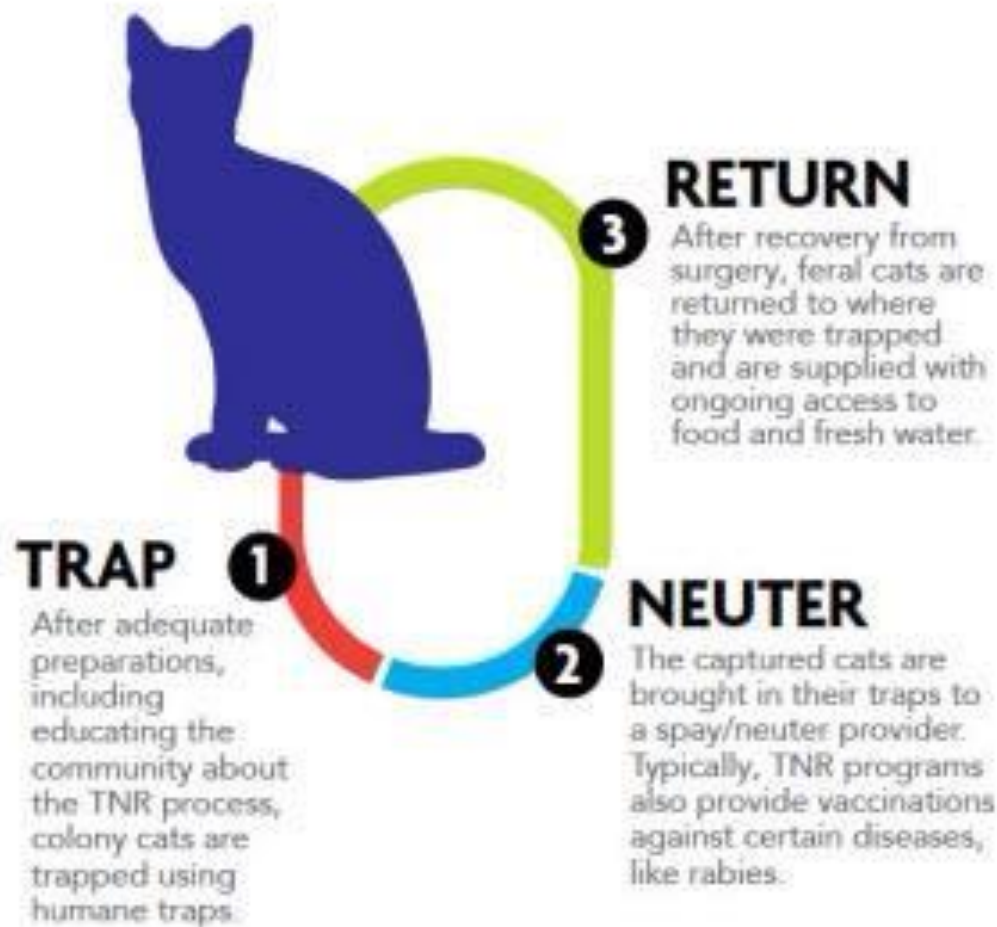 1
TRAP
After adequate
preparations,
including
educating the
community about
the TNR process,
colony cats are
trapped using
humane traps
2
NEUTER
The captured cats are
brought in their traps to
a spay/neuter provider.
Typically, TNR programs
also provide vaccinations
against certain diseases,
like rabies.
3
RETURN
After recovery from
surgery, feral cats are
returned to where
they were trapped
and are supplied with
ongoing access to
food and fresh water.